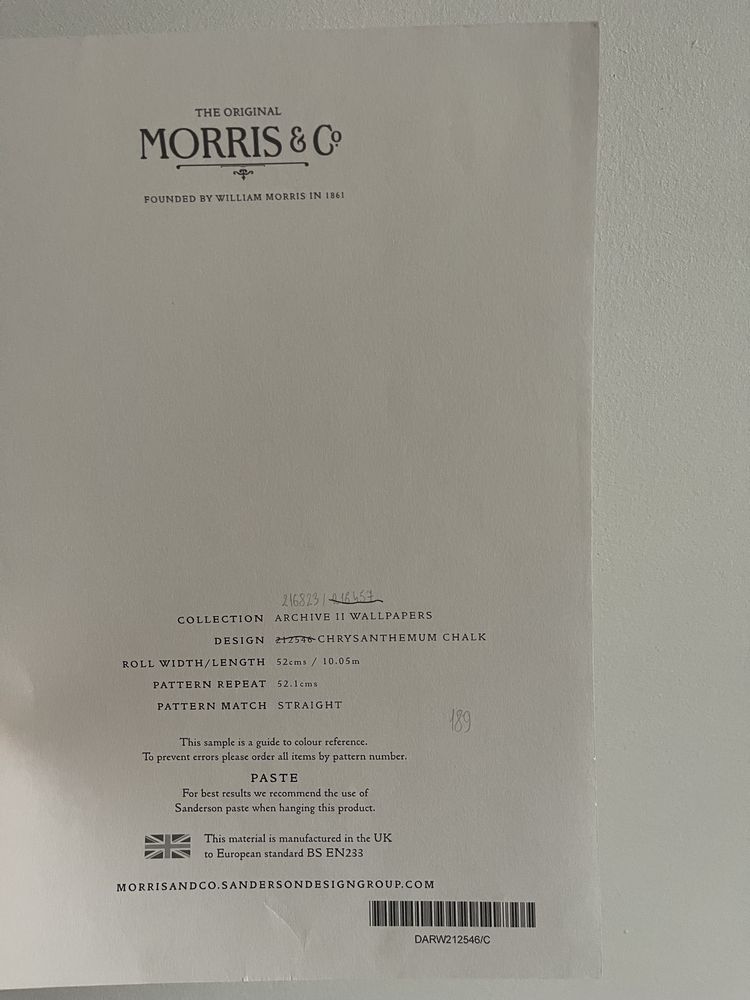 THE ORIGINAL
MORRIS & Co
FOUNDED BY WILLIAM MORRIS IN 1861
216823 / 216457
COLLECTION ARCHIVE II WALLPAPERS
DESIGN 212546 CHRYSANTHEMUM CHALK
ROLL WIDTH/LENGTH 52cms / 10.05m
PATTERN REPEAT 52.1cms
PATTERN MATCH STRAIGHT
189
This sample is a guide to colour reference.
To prevent errors please order all items by pattern number.
PASTE
For best results we recommend the use of
Sanderson paste when hanging this product.
This material is manufactured in the UK
to European standard BS EN233
MORRISANDCO.SANDERSONDESIGNGROUP.COM
DARW212546/C